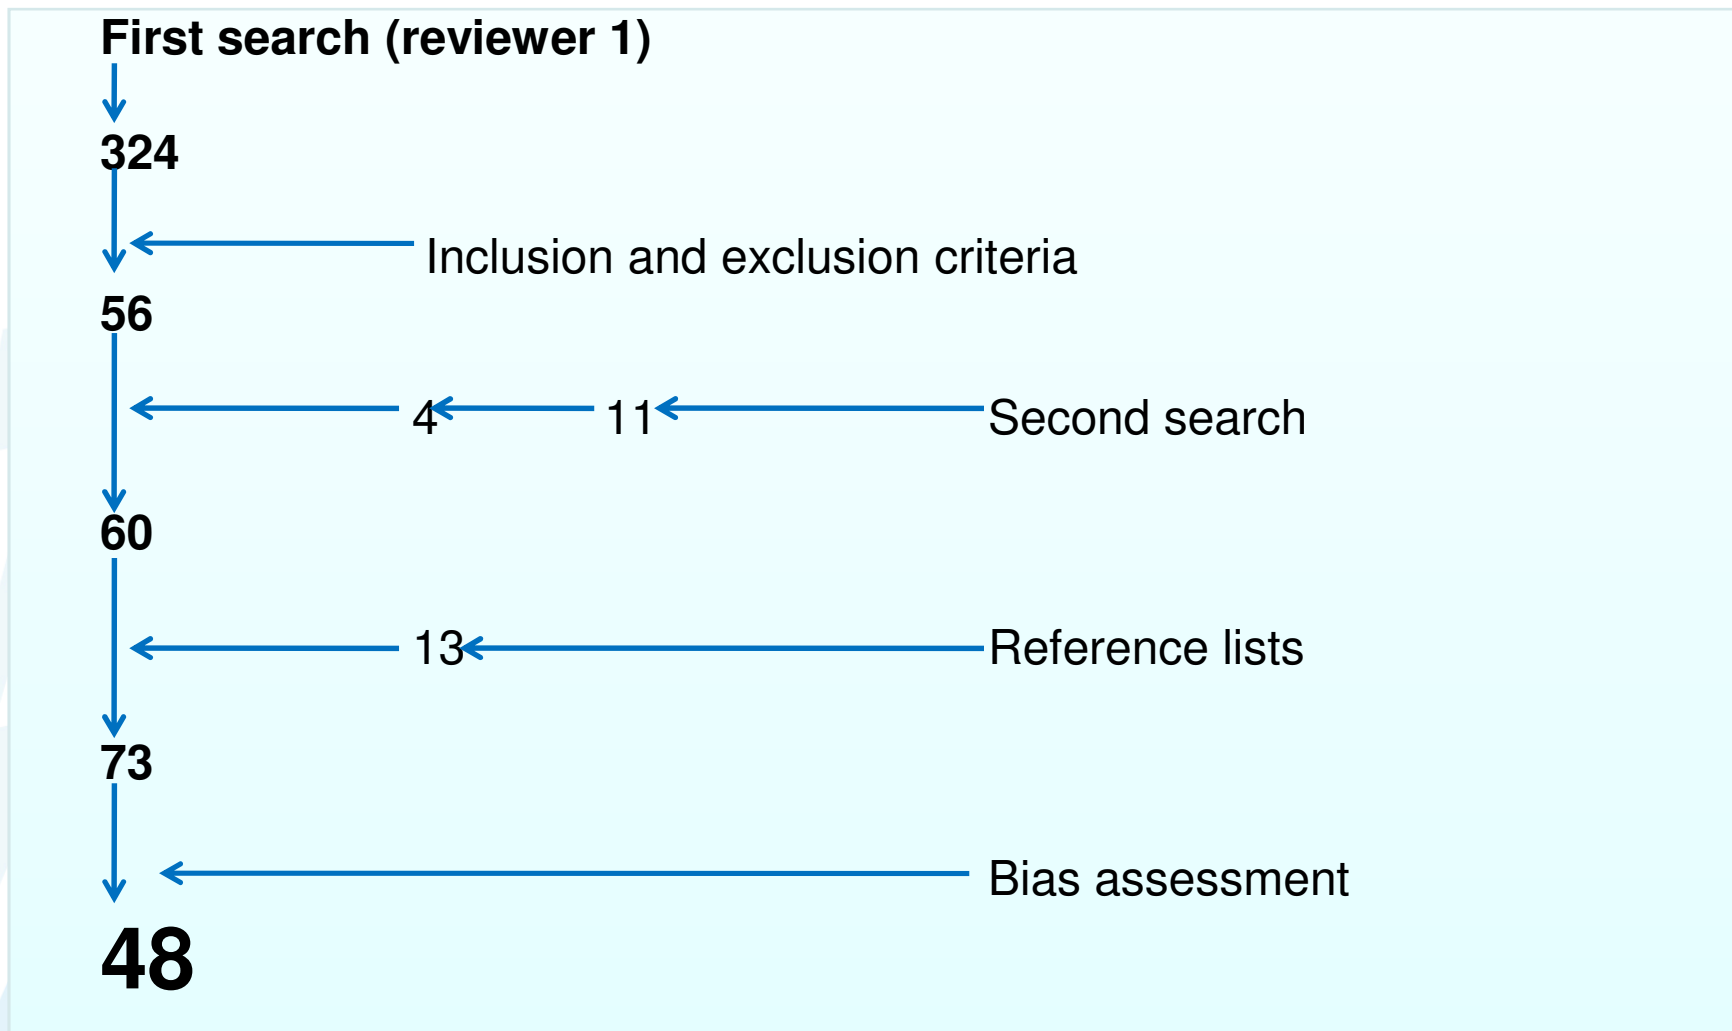 First search (reviewer 1)
324
Inclusion and exclusion criteria
56
4 11 Second search
60
13 Reference lists
73
Bias assessment
48